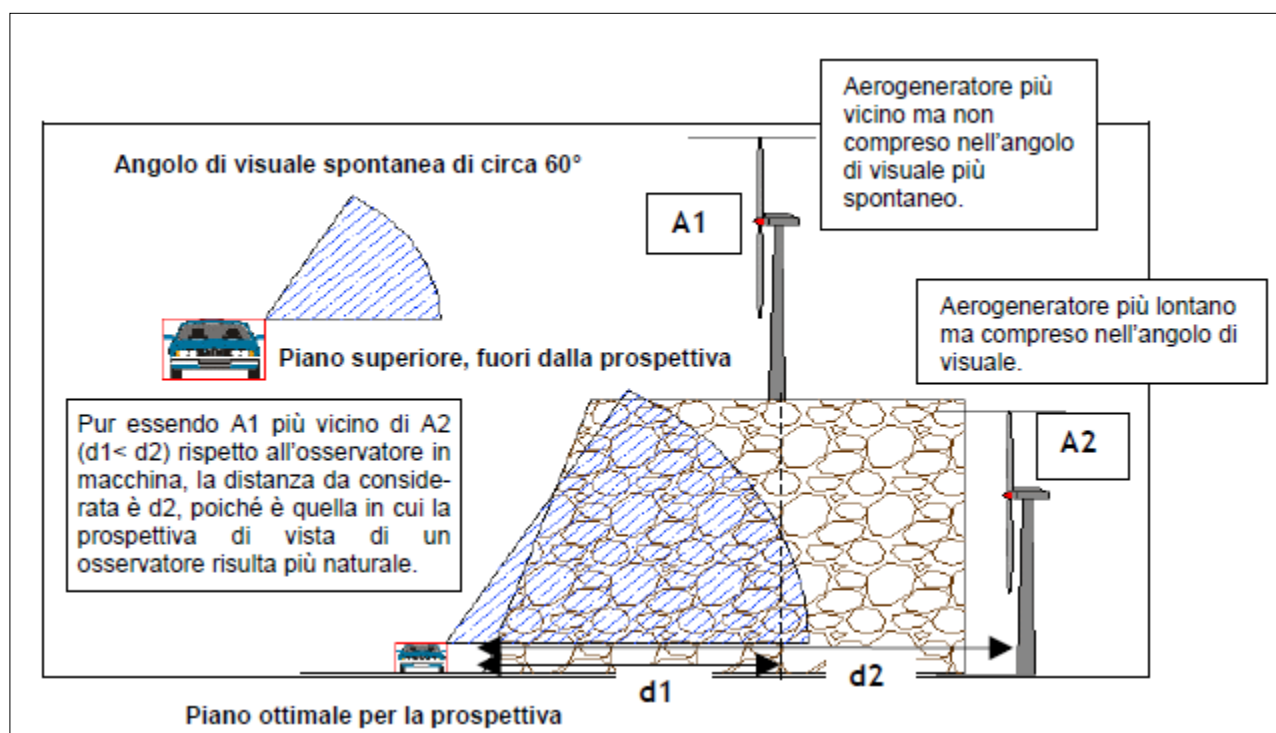 Aerogeneratore più
vicino ma non
compreso nell'angolo
di visuale più
spontaneo.
Angolo di visuale spontanea di circa 60°
A1
Aerogeneratore più lontano
ma compreso nell'angolo di
visuale.
Piano superiore, fuori dalla prospettiva
Pur essendo A1 più vicino di A2
(d1< d2) rispetto all'osservatore in
macchina, la distanza da conside-
rata è d2, poiché è quella in cui la
prospettiva di vista di un
osservatore risulta più naturale.
A2
d1
d2
Piano ottimale per la prospettiva